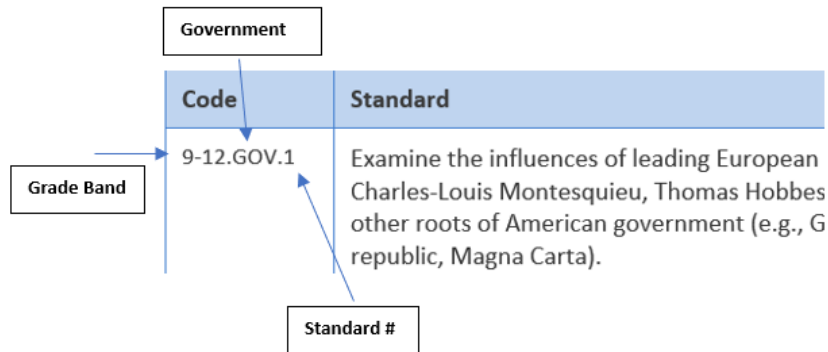 Government
Code Standard
9-12.GOV.1 Examine the influences of leading European
Grade Band
Charles-Louis Montesquieu, Thomas Hobbes
other roots of American government (e.g., G
republic, Magna Carta).
Standard #